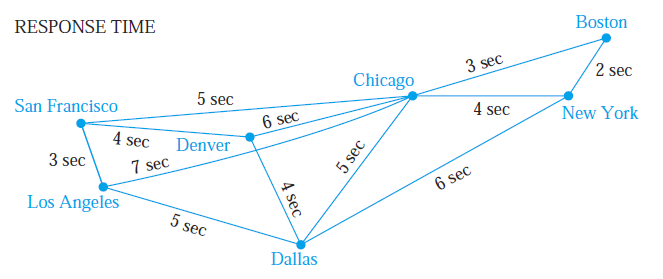 RESPONSE TIME
Boston
3 sec
2 sec
Chicago
San Francisco
5 sec
6 sec
4 sec
New York
4 sec
Denver
3 sec
7 sec
5 sec
6 sec
4 sec
Los Angeles
5 sec
Dallas